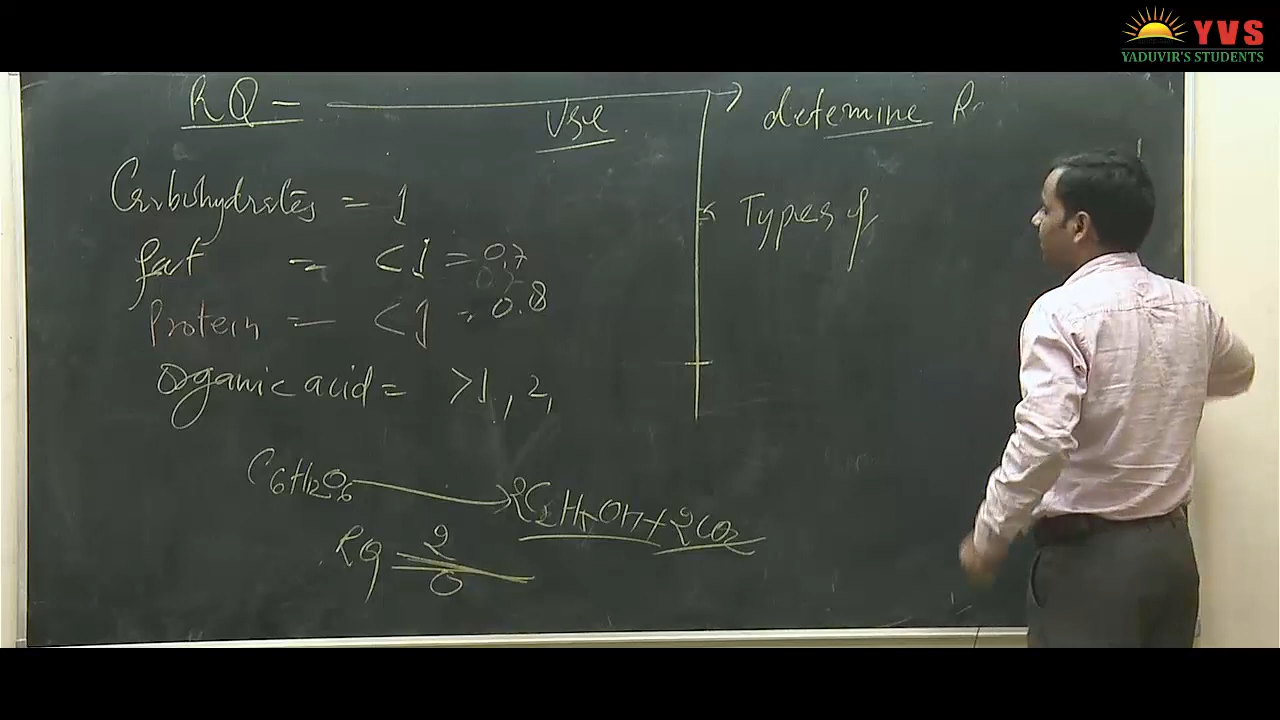 YVS
YADUVIR'S STUDENTS
RQ =
Use
determine R
Carbohydrates = 1
Types of
fat = <1 = 0.7
Protein = <1 = 0.8
Organic acid = >1, 2,
C6H12O6 → 2C2H5OH + 2CO2
RQ = 2/0